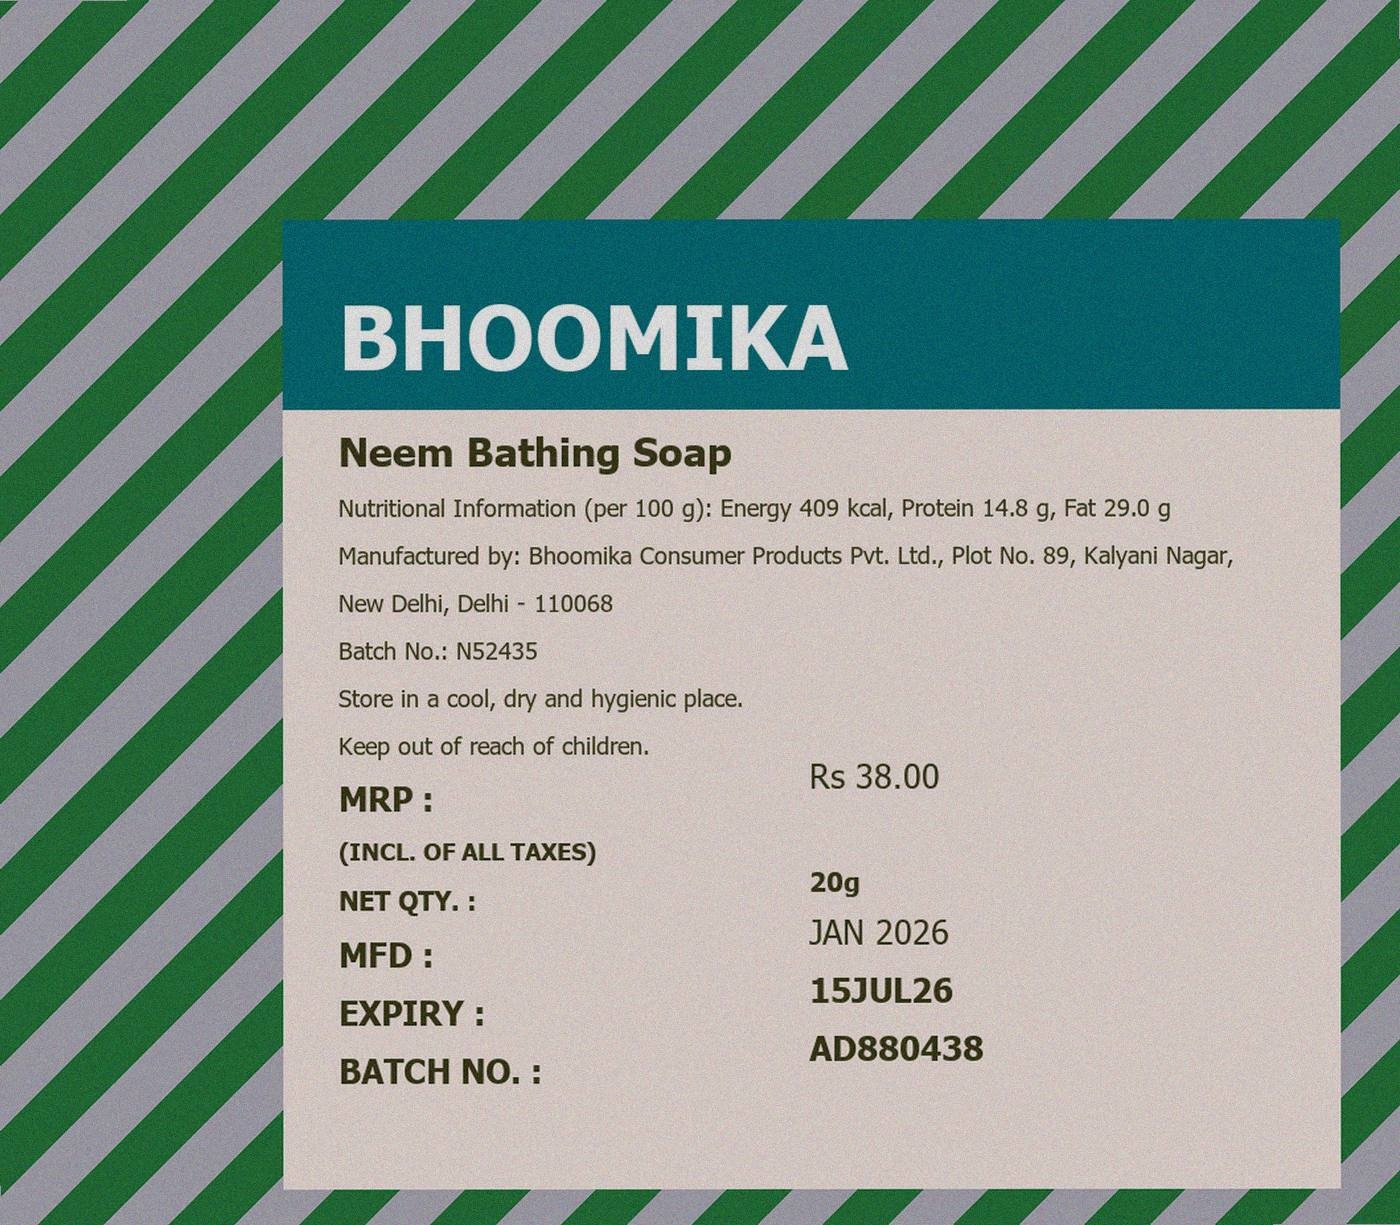 BHOOMIKA
Neem Bathing Soap
Nutritional Information (per 100 g): Energy 409 kcal, Protein 14.8 g, Fat 29.0 g
Manufactured by: Bhoomika Consumer Products Pvt. Ltd., Plot No. 89, Kalyani Nagar,
New Delhi, Delhi - 110068
Batch No.: N52435
Store in a cool, dry and hygienic place.
Keep out of reach of children.
MRP : Rs 38.00
(INCL. OF ALL TAXES)
NET QTY. : 20g
MFD : JAN 2026
EXPIRY : 15JUL26
BATCH NO. : AD880438